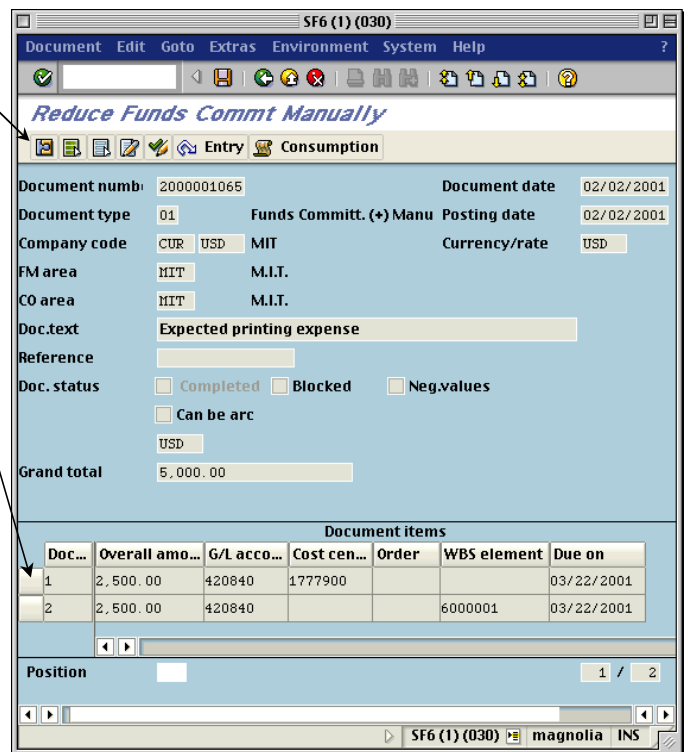 SF6 (1) (030)
Document Edit Goto Extras Environment System Help ?
Reduce Funds Commt Manually
Entry Consumption
Document numb 2000001065 Document date 02/02/2001
Document type 01 Funds Committ. (+) Manu Posting date 02/02/2001
Company code CUR USD MIT Currency/rate USD
FM area MIT M.I.T.
CO area MIT M.I.T.
Doc.text Expected printing expense
Reference
Doc. status Completed Blocked Neg.values
Can be arc
USD
Grand total 5,000.00
Document items
Doc... Overall amo... G/L acco... Cost cen... Order WBS element Due on
1 2,500.00 420840 1777900 03/22/2001
2 2,500.00 420840 6000001 03/22/2001
Position 1 / 2
SF6 (1) (030) magnolia INS